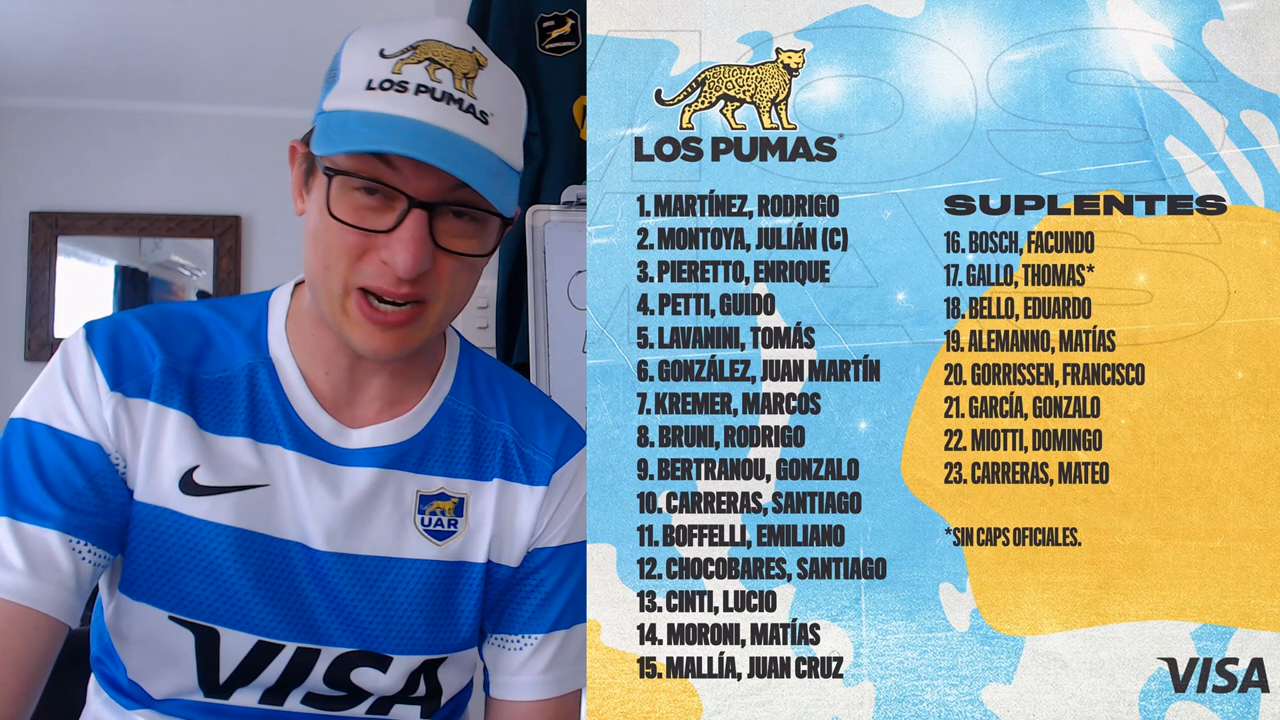 LOS PUMAS
UAR
VISA
LOS PUMAS
1. MARTÍNEZ, RODRIGO
2. MONTOYA, JULIÁN (C)
3. PIERETTO, ENRIQUE
4. PETTI, GUIDO
5. LAVANINI, TOMÁS
6. GONZÁLEZ, JUAN MARTÍN
7. KREMER, MARCOS
8. BRUNI, RODRIGO
9. BERTRANOU, GONZALO
10. CARRERAS, SANTIAGO
11. BOFFELLI, EMILIANO
12. CHOCOBARES, SANTIAGO
13. CINTI, LUCIO
14. MORONI, MATÍAS
15. MALLÍA, JUAN CRUZ
SUPLENTES
16. BOSCH, FACUNDO
17. GALLO, THOMAS*
18. BELLO, EDUARDO
19. ALEMANNO, MATÍAS
20. GORRISSEN, FRANCISCO
21. GARCÍA, GONZALO
22. MIOTTI, DOMINGO
23. CARRERAS, MATEO
*SIN CAPS OFICIALES.
VISA